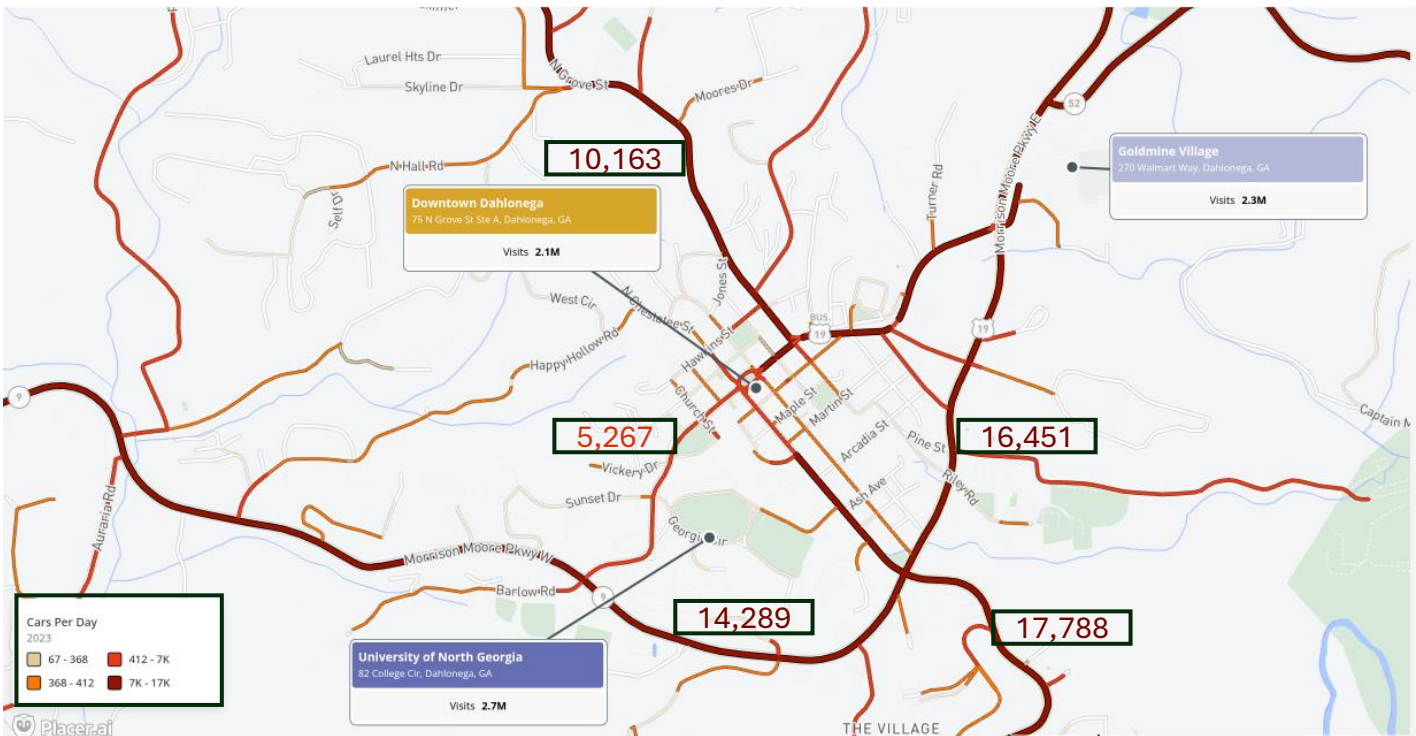 Laurel Hts Dr
Skyline Dr
N Grove St
Moores Dr
52
10,163
N Hall Rd
Self Dr
Turner Rd
Morrison Moore Pkwy E
Goldmine Village
270 Walmart Way, Dahlonega, GA
Visits 2.3M
Downtown Dahlonega
75 N Grove St Ste A, Dahlonega, GA
Visits 2.1M
Morrison Moore Pkwy E
Jones St
West Cir
N Chestatee St
BUS.
19
19
Hawkins St
Happy Hollow Rd
9
Church St
Maple St
Martin St
Captain M
5,267
Arcadia St
Pine St
16,451
Vickery Dr
Riley Rd
Sunset Dr
Ash Ave
Auraria Rd
Georgia Cir
Morrison Moore Pkwy W
Barlow Rd
9
Cars Per Day
2023
67 - 368
412 - 7K
368 - 412
7K - 17K
14,289
17,788
University of North Georgia
82 College Cir, Dahlonega, GA
Visits 2.7M
THE VILLAGE
Placer.ai